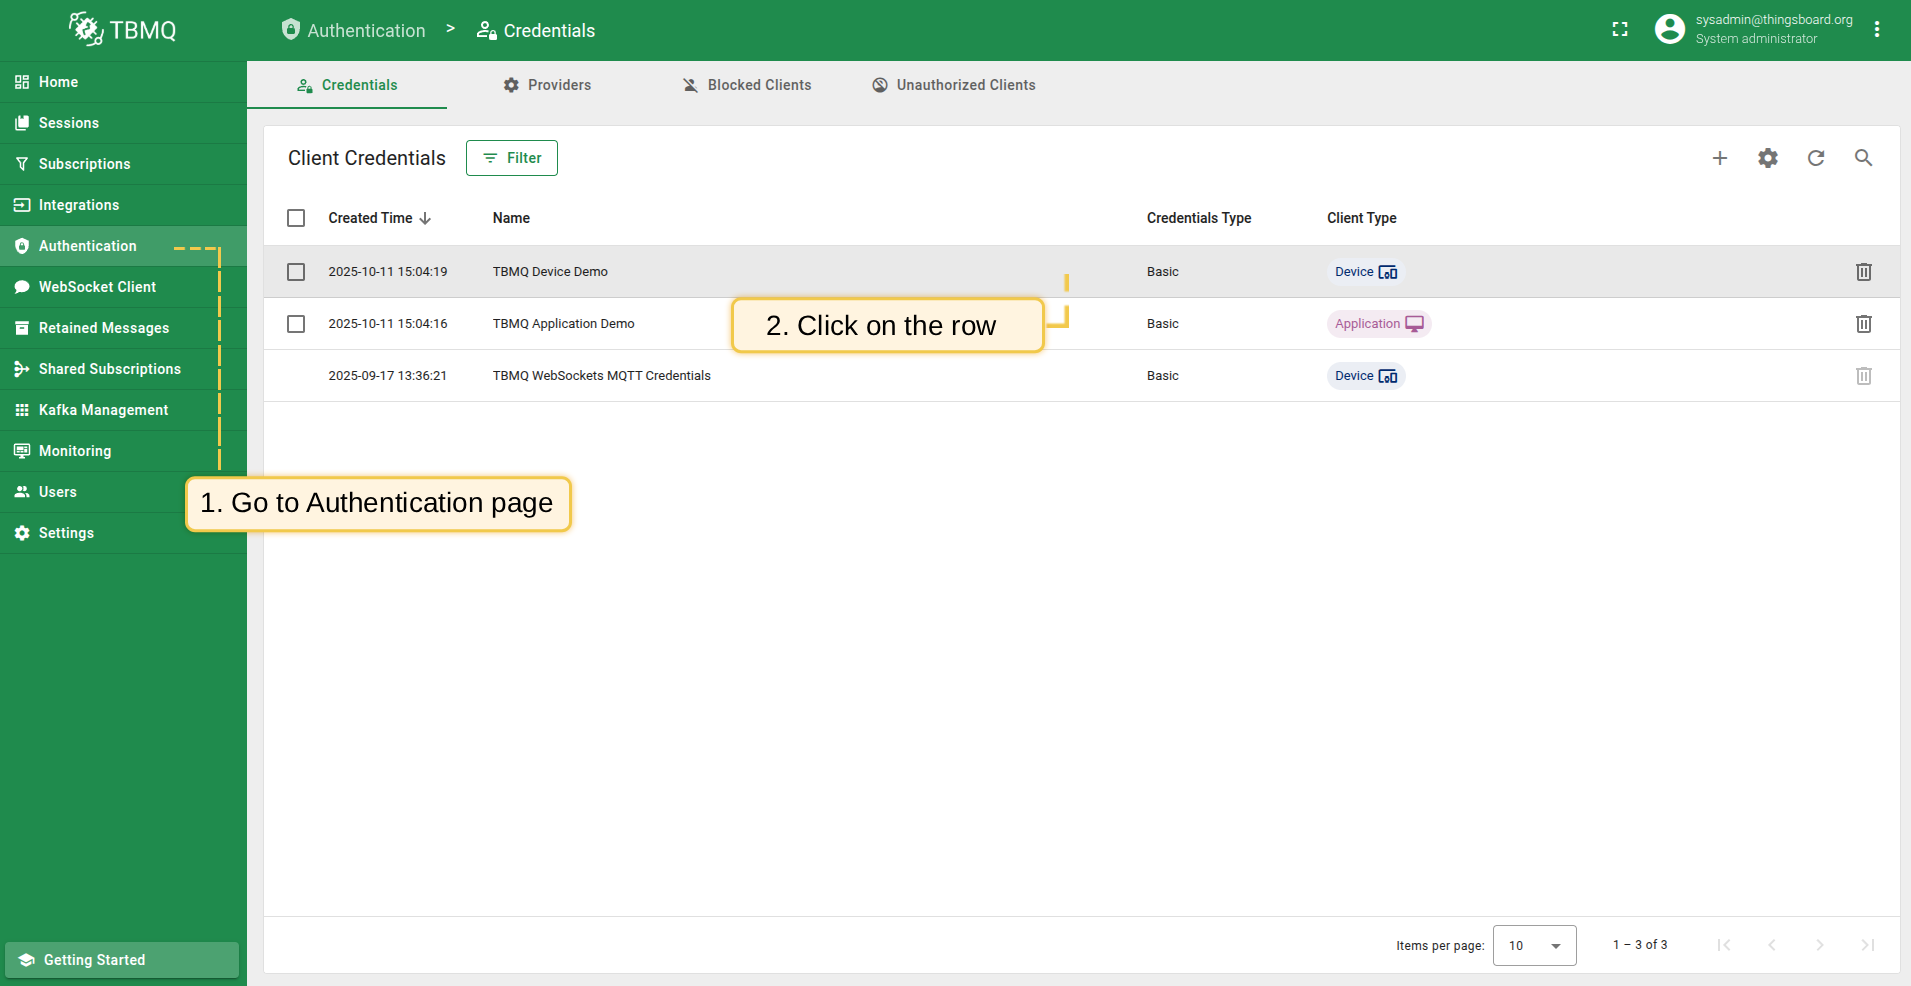 TBMQ
Authentication > Credentials
sysadmin@thingsboard.org
System administrator
Home
Sessions
Subscriptions
Integrations
Authentication
WebSocket Client
Retained Messages
Shared Subscriptions
Kafka Management
Monitoring
Users
Settings
Getting Started
Credentials Providers Blocked Clients Unauthorized Clients
Client Credentials Filter
Created Time Name Credentials Type Client Type
2025-10-11 15:04:19 TBMQ Device Demo Basic Device
2025-10-11 15:04:16 TBMQ Application Demo Basic Application
2025-09-17 13:36:21 TBMQ WebSockets MQTT Credentials Basic Device
2. Click on the row
1. Go to Authentication page
Items per page: 10 1 – 3 of 3